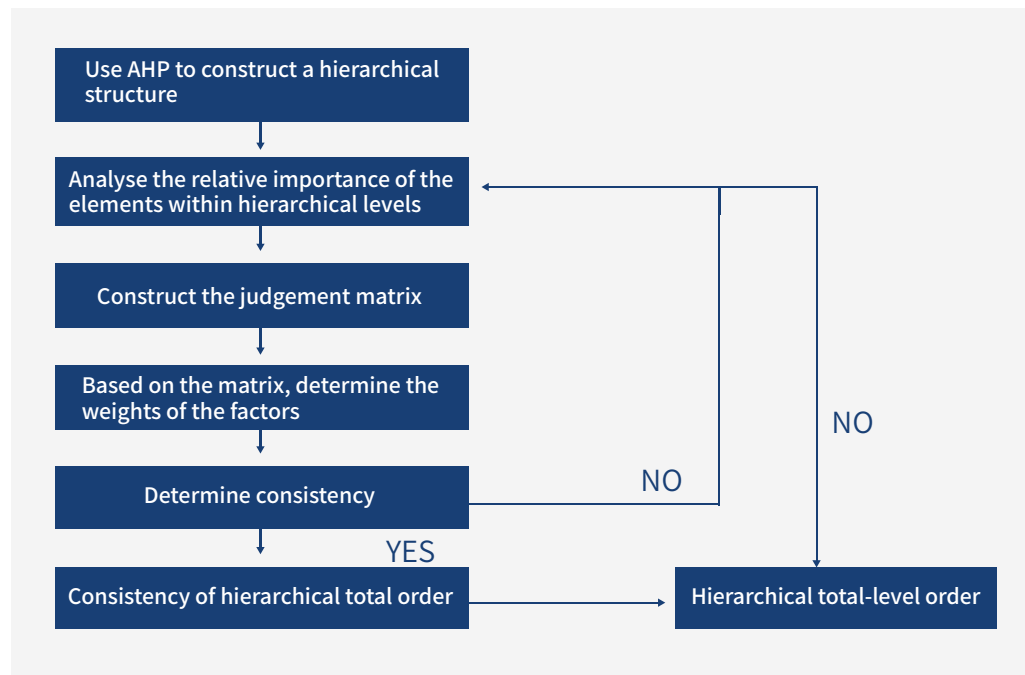 Use AHP to construct a hierarchical
structure
Analyse the relative importance of the
elements within hierarchical levels
Construct the judgement matrix
Based on the matrix, determine the
weights of the factors
NO
Determine consistency
NO
YES
Consistency of hierarchical total order
Hierarchical total-level order